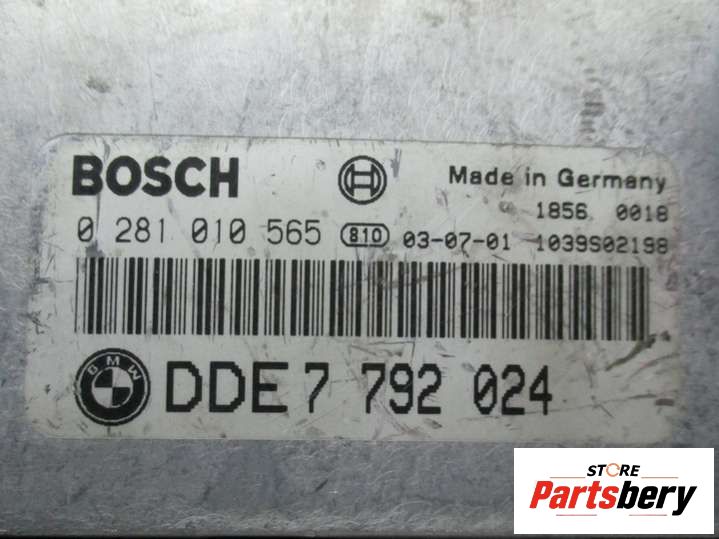 BOSCH
Made in Germany
1856 0018
0 281 010 565 810 03-07-01 1039S02198
BMW
DDE 7 792 024
STORE
Partsbery